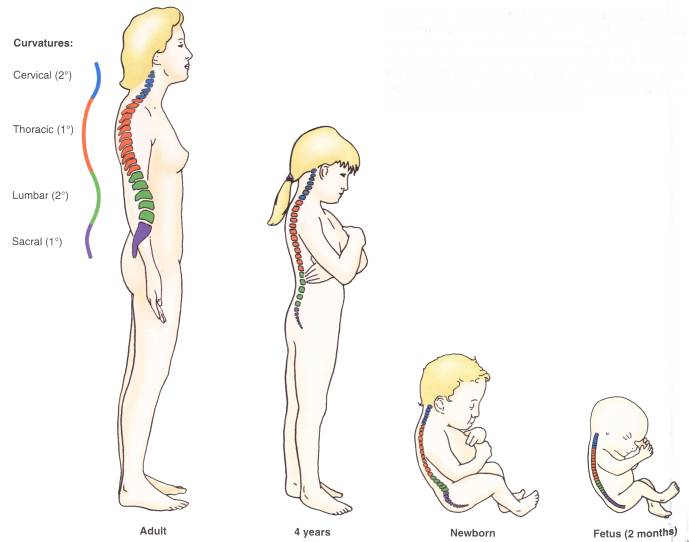 Curvatures:
Cervical (2°)
Thoracic (1°)
Lumbar (2°)
Sacral (1°)
Adult
4 years
Newborn
Fetus (2 months)